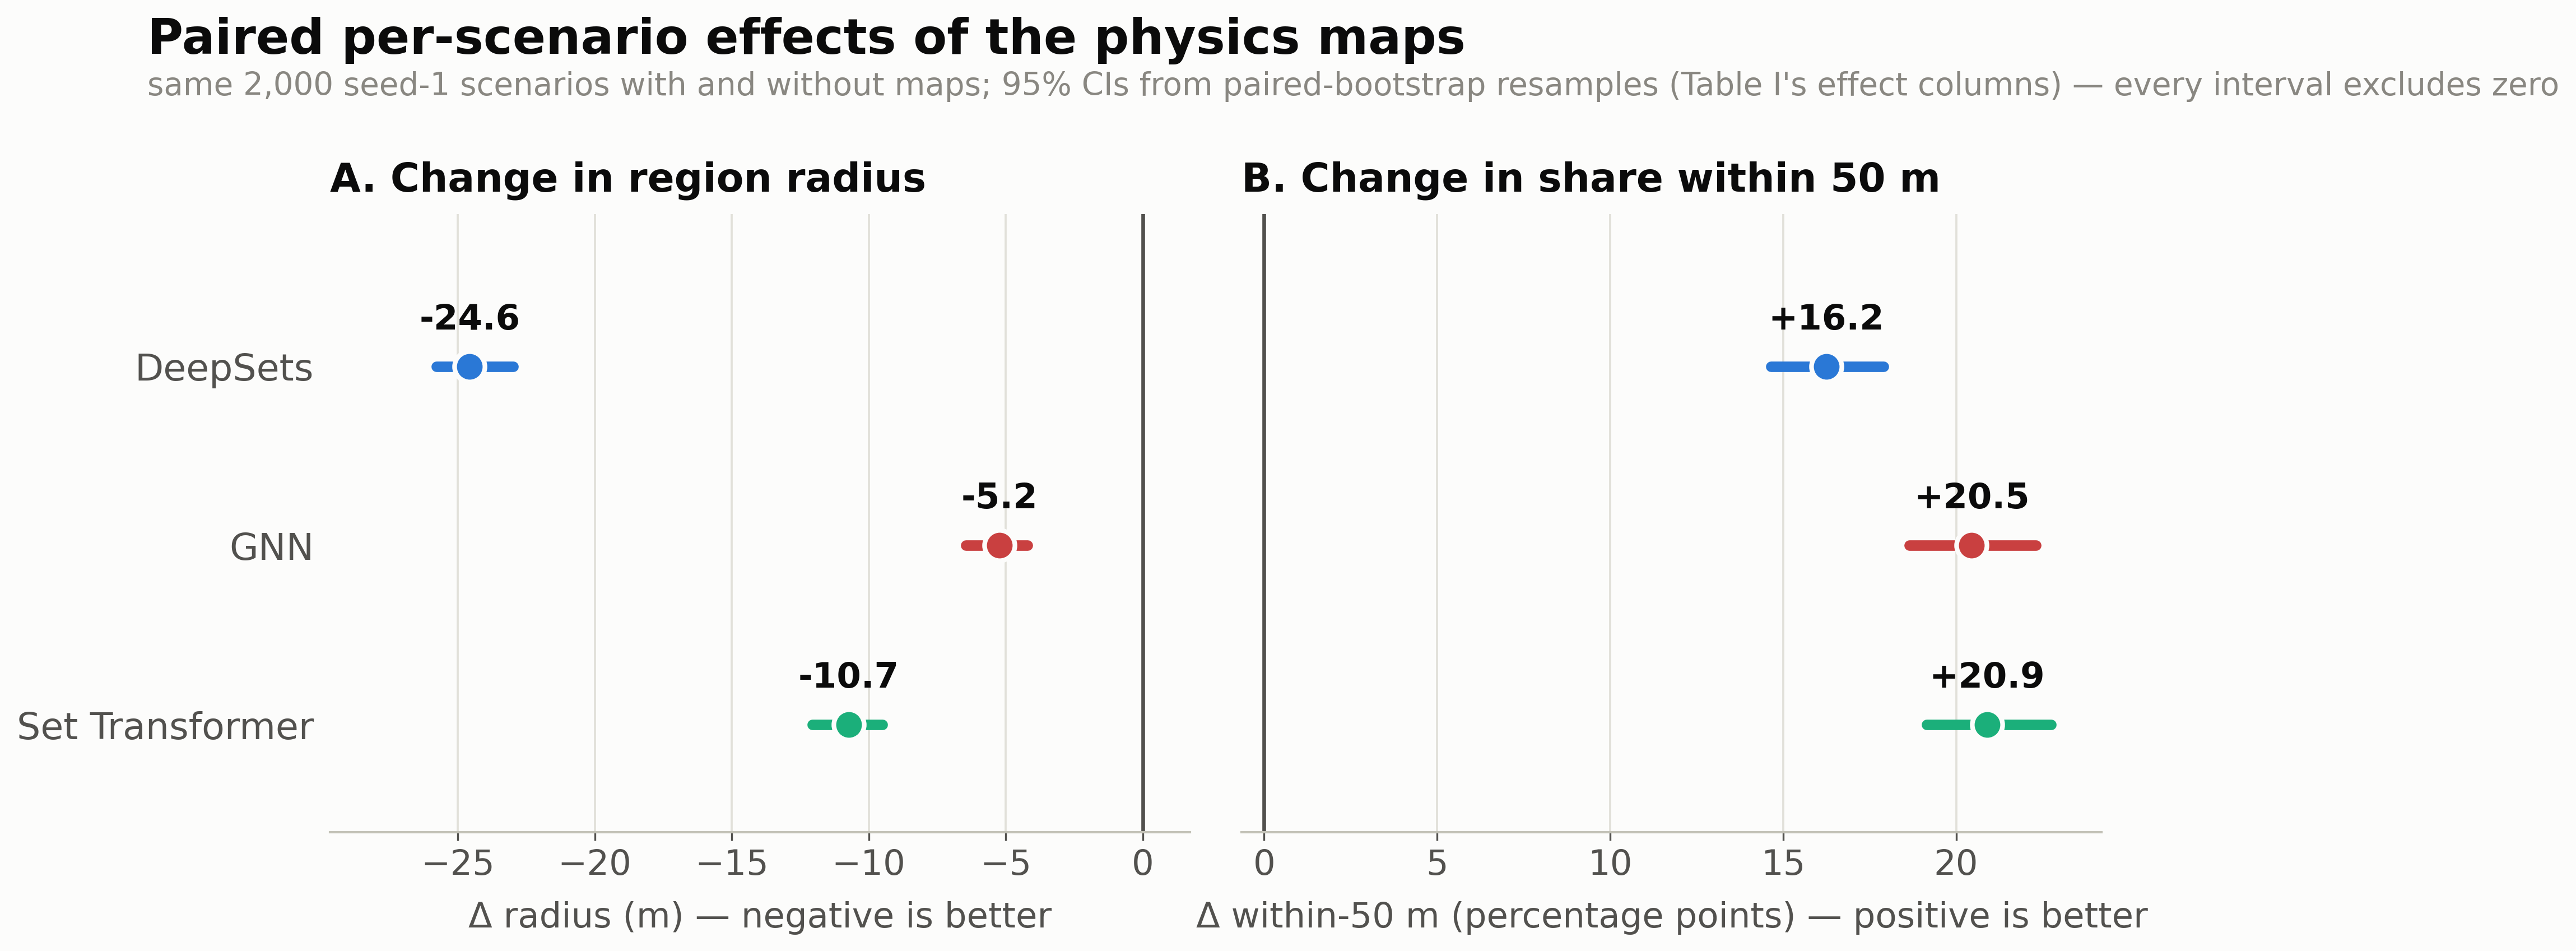 Paired per-scenario effects of the physics maps
same 2,000 seed-1 scenarios with and without maps; 95% CIs from paired-bootstrap resamples (Table I's effect columns) — every interval excludes zero
A. Change in region radius
B. Change in share within 50 m
DeepSets
-24.6
+16.2
GNN
-5.2
+20.5
Set Transformer
-10.7
+20.9
−25 −20 −15 −10 −5 0
0 5 10 15 20
Δ radius (m) — negative is better
Δ within-50 m (percentage points) — positive is better